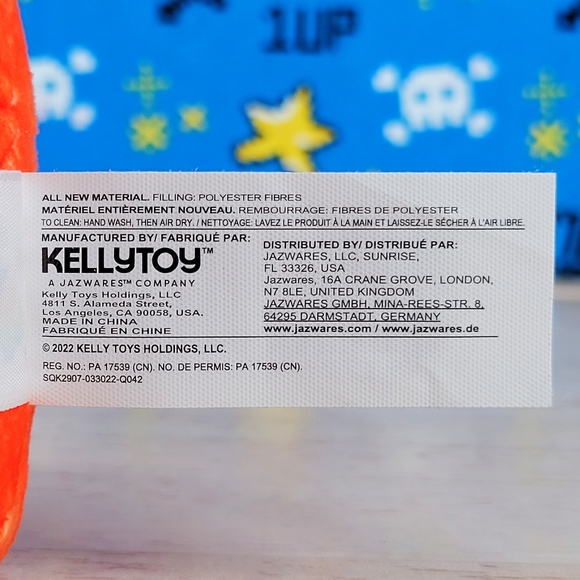 1UP
ALL NEW MATERIAL. FILLING: POLYESTER FIBRES
MATÉRIEL ENTIÈREMENT NOUVEAU. REMBOURRAGE: FIBRES DE POLYESTER
TO CLEAN: HAND WASH, THEN AIR DRY. / NETTOYAGE: LAVEZ LE PRODUIT À LA MAIN ET LAISSEZ-LE SÉCHER À L'AIR LIBRE.
MANUFACTURED BY/ FABRIQUÉ PAR:
KELLYTOY™
A JAZWARES™ COMPANY
Kelly Toys Holdings, LLC
4811 S. Alameda Street,
Los Angeles, CA 90058, USA.
MADE IN CHINA
FABRIQUÉ EN CHINE
DISTRIBUTED BY/ DISTRIBUÉ PAR:
JAZWARES, LLC, SUNRISE,
FL 33326, USA
Jazwares, 16A CRANE GROVE, LONDON,
N7 8LE, UNITED KINGDOM
JAZWARES GMBH, MINA-REES-STR. 8,
64295 DARMSTADT, GERMANY
www.jazwares.com / www.jazwares.de
© 2022 KELLY TOYS HOLDINGS, LLC.
REG. NO.: PA 17539 (CN). NO. DE PERMIS: PA 17539 (CN).
SQK2907-033022-Q042